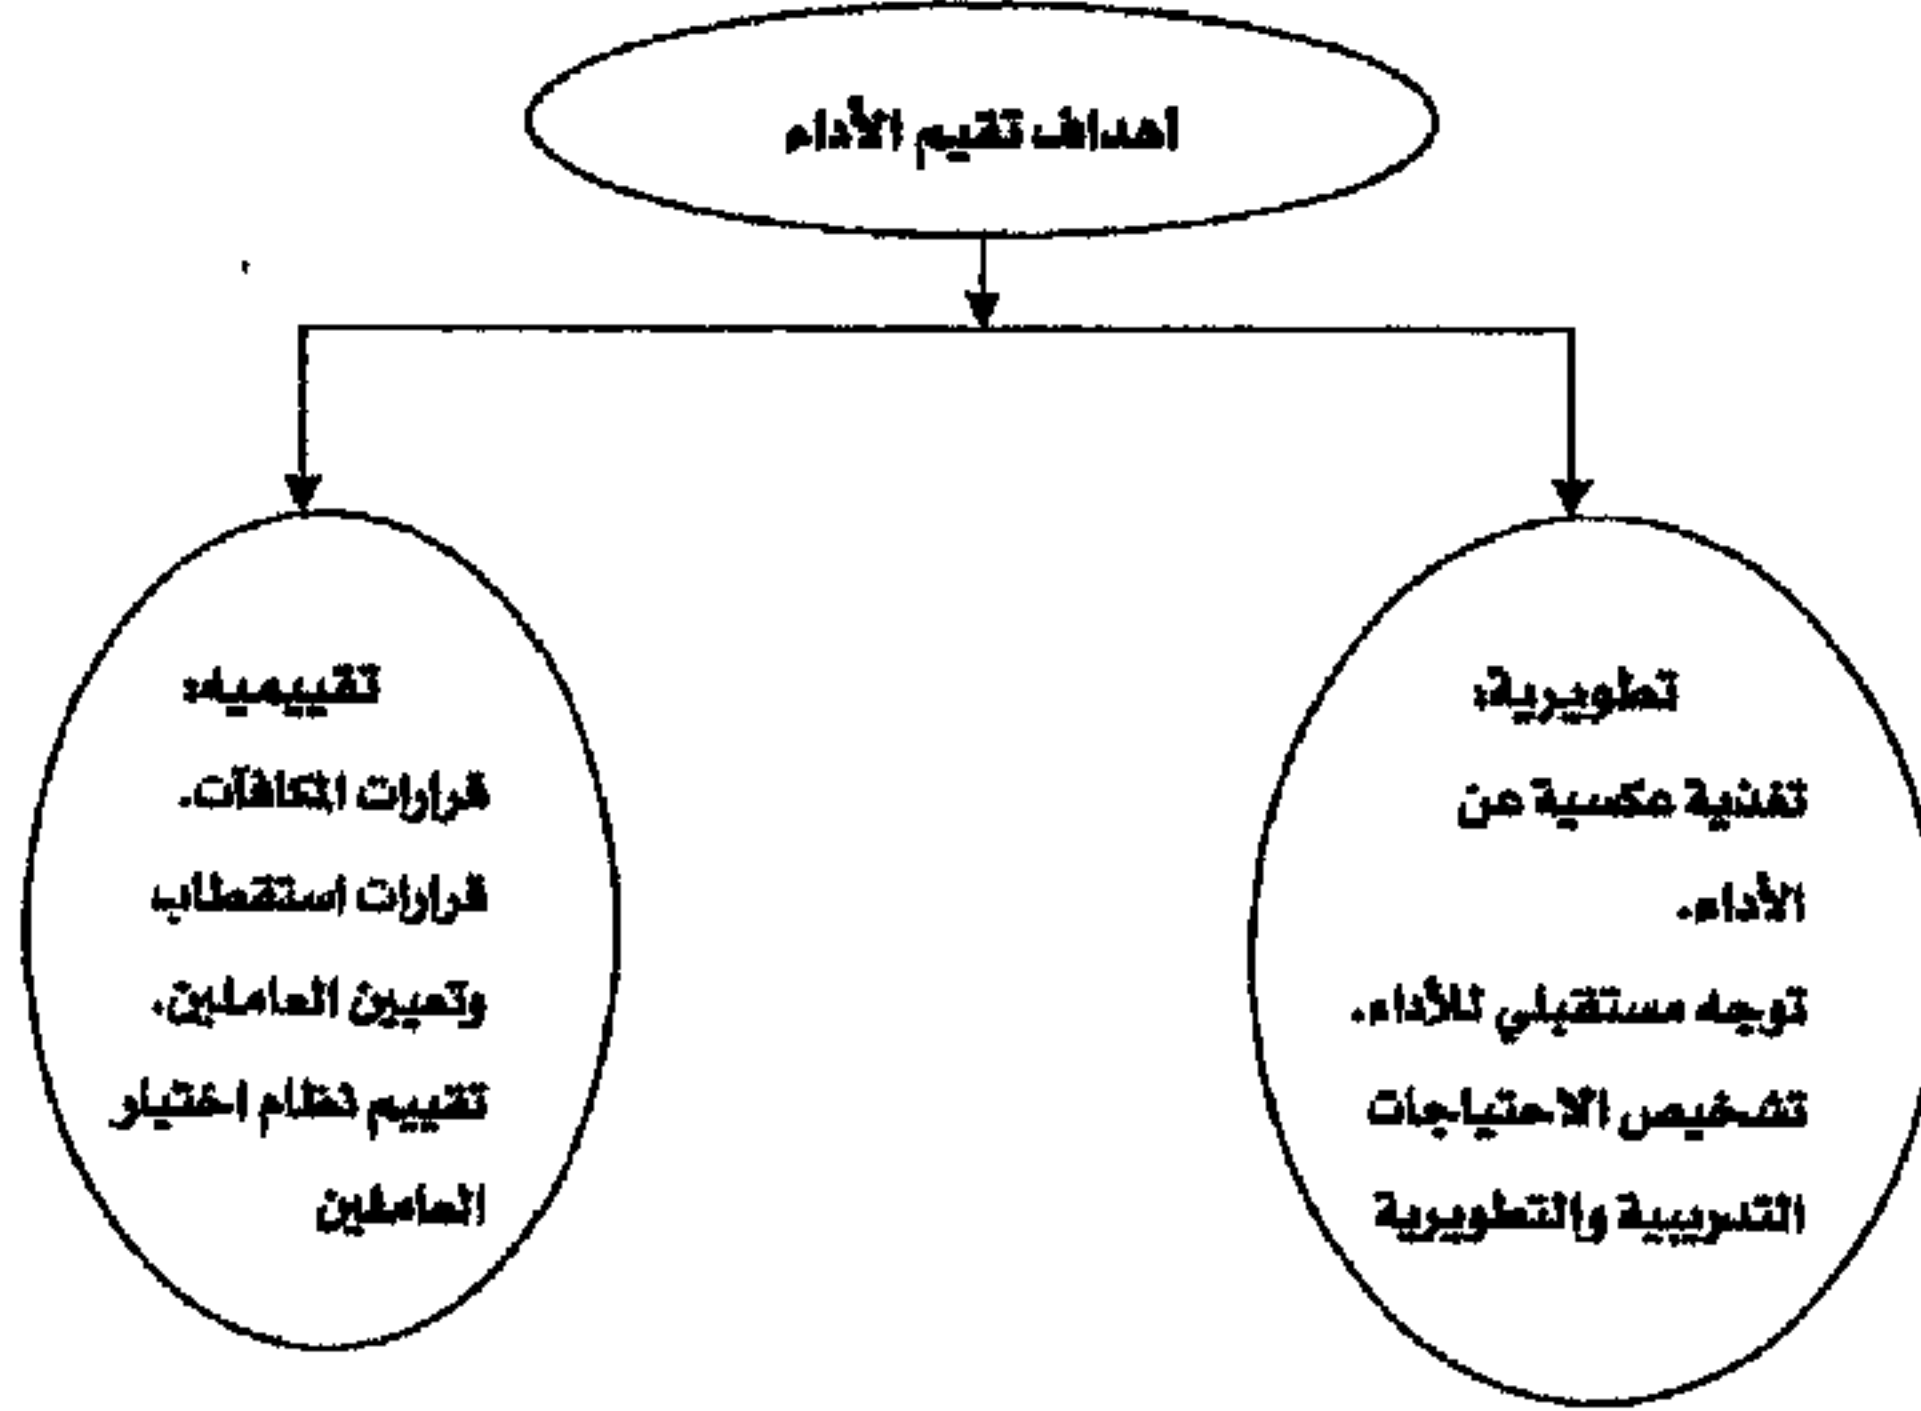 اهداف تقيم الأداء
تطويرية:
تغذية عكسية عن
الأداء.
توجه مستقبلي للأداء.
تشخيص الاحتياجات
التدريبية والتطويرية
تقييميه:
قرارات المكافآت.
قرارات استقطاب
وتعيين العاملين.
تقييم نظام اختيار
العاملين